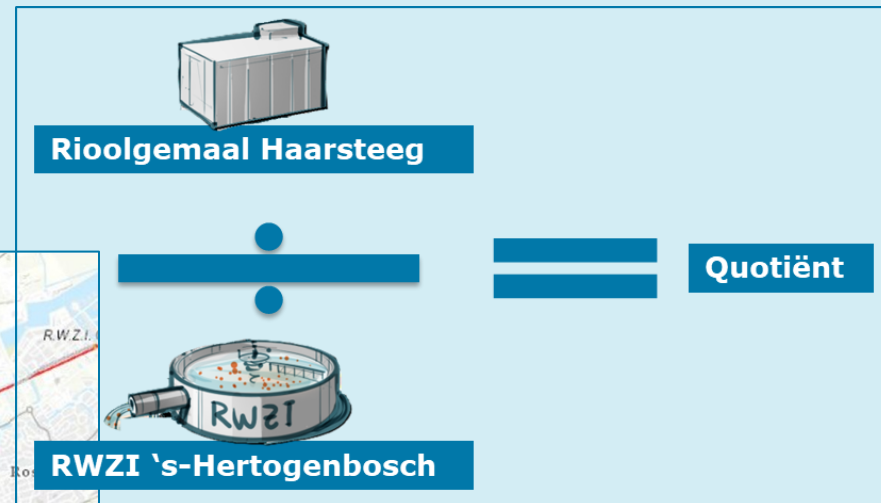 Rioolgemaal Haarsteeg
Quotiënt
R.W.Z.I.
RWZI
RWZI ‘s-Hertogenbosch